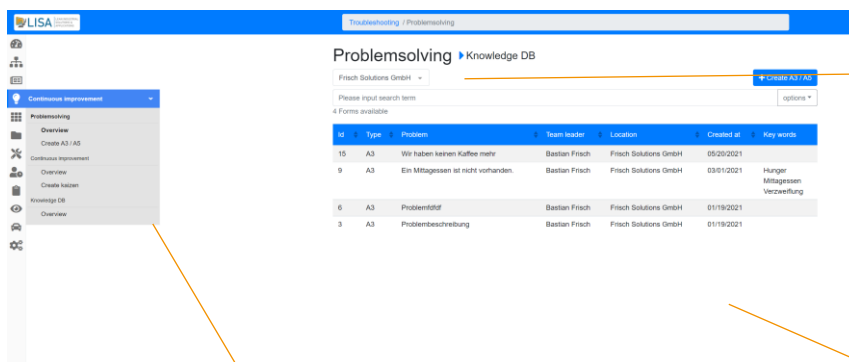 LISA
Troubleshooting / Problemsolving
Problemsolving Knowledge DB
Frisch Solutions GmbH
Create A3 / A5
Please input search term
options
4 Forms available
Id Type Problem Team leader Location Created at Key words
15 A3 Wir haben keinen Kaffee mehr Bastian Frisch Frisch Solutions GmbH 05/20/2021
9 A3 Ein Mittagessen ist nicht vorhanden. Bastian Frisch Frisch Solutions GmbH 03/01/2021 Hunger
Mittagessen
Verzweiflung
6 A3 Problemfdfdf Bastian Frisch Frisch Solutions GmbH 01/19/2021
3 A3 Problembeschreibung Bastian Frisch Frisch Solutions GmbH 01/19/2021
Continuous improvement
Problemsolving
Overview
Create A3 / A5
Continuous improvement
Overview
Create kaizen
Knowledge DB
Overview